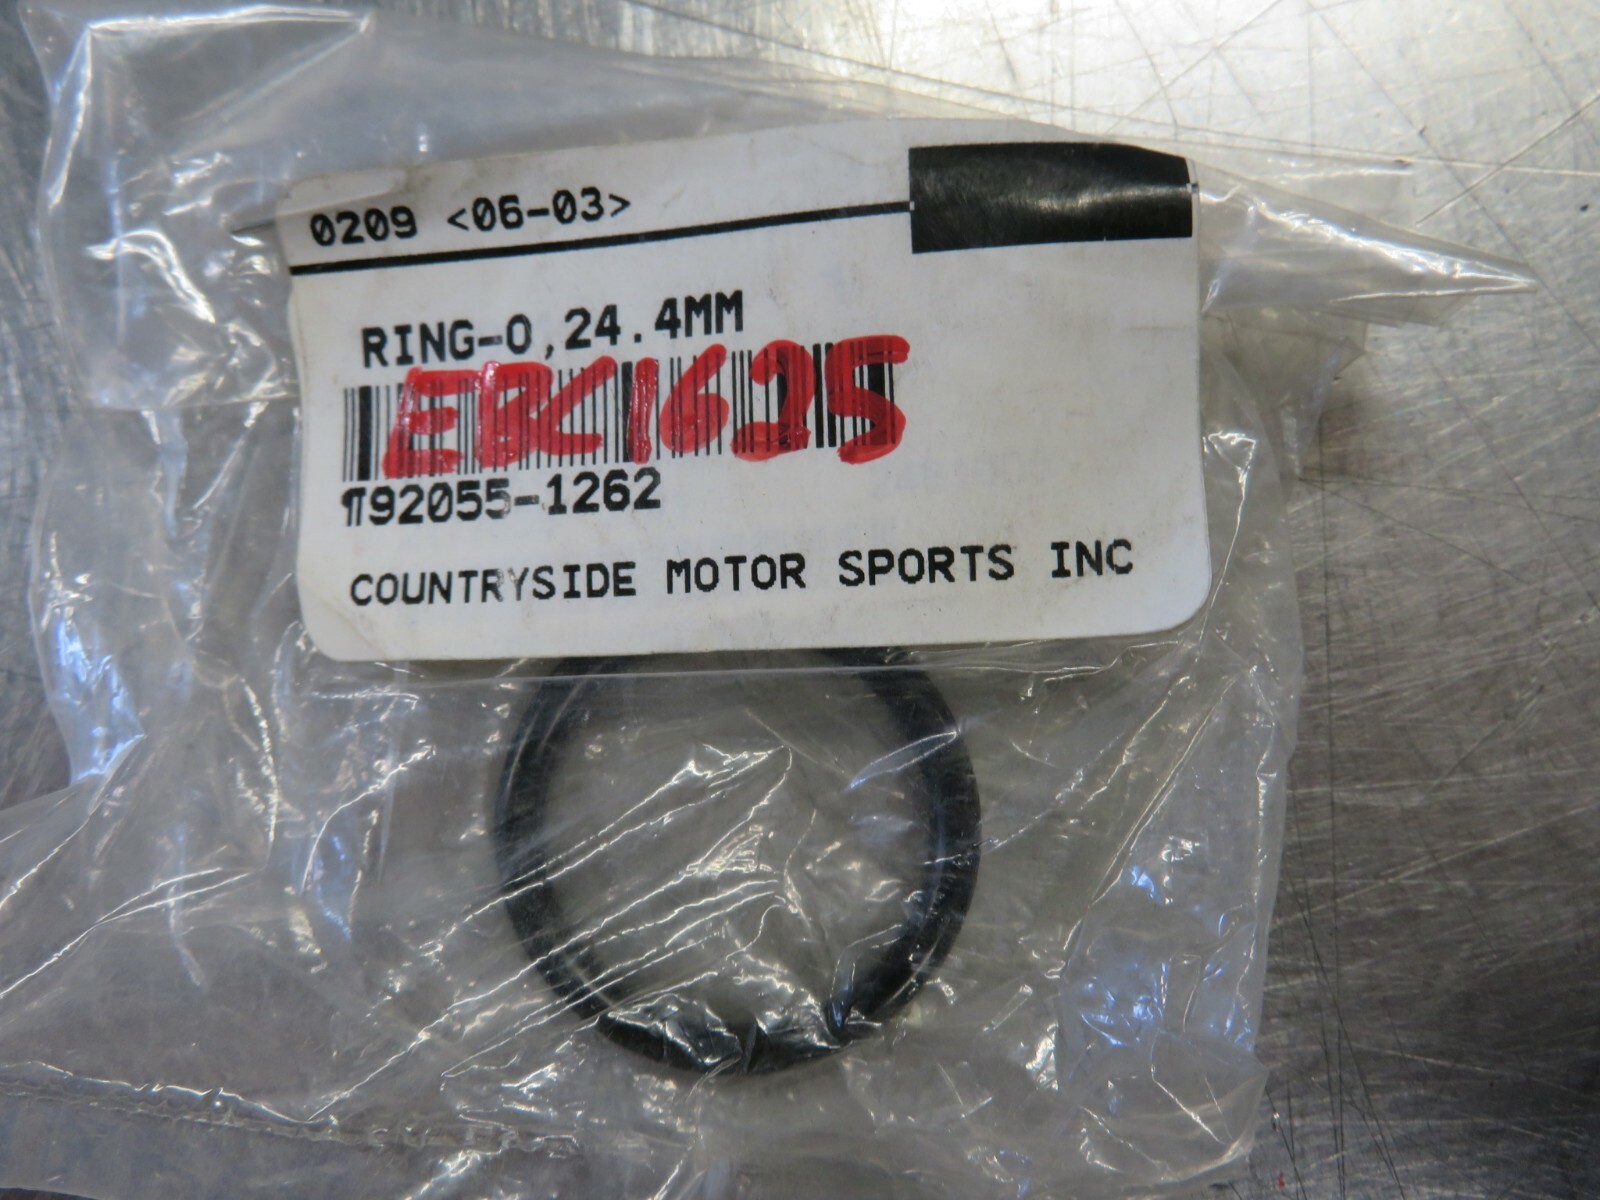 0209 <06-03>
RING-O,24.4MM
EBC1625
¶92055-1262
COUNTRYSIDE MOTOR SPORTS INC